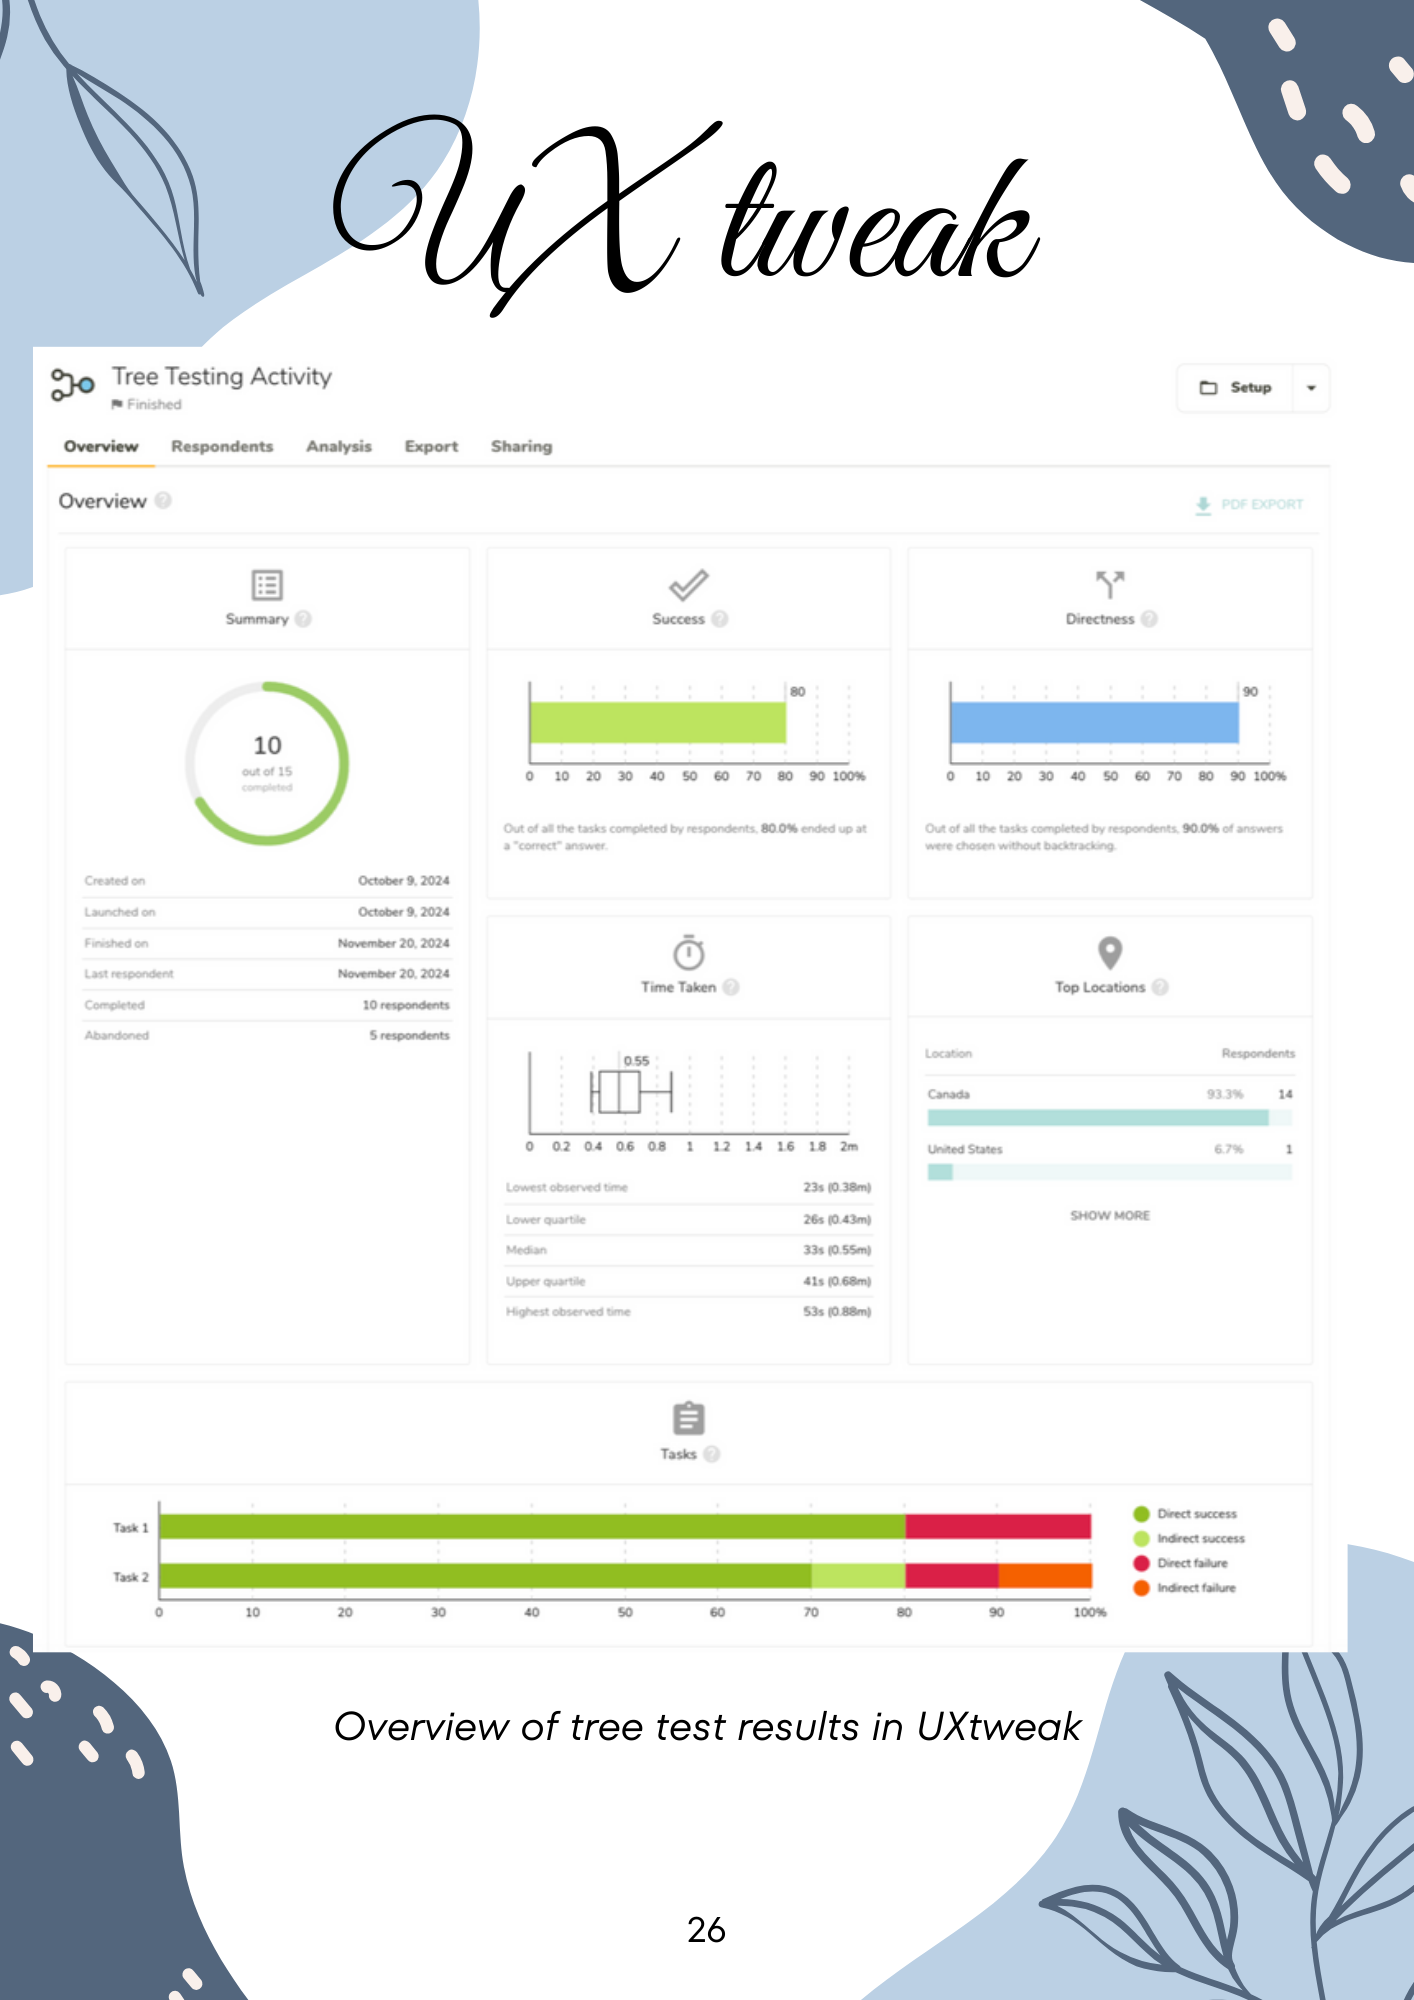 UX tweak
Tree Testing Activity
Finished
Setup
Overview
Respondents
Analysis
Export
Sharing
Overview ?
PDF EXPORT
Summary ?
10
out of 15
completed
Created on October 9, 2024
Launched on October 9, 2024
Finished on November 20, 2024
Last respondent November 20, 2024
Completed 10 respondents
Abandoned 5 respondents
Success ?
80
0 10 20 30 40 50 60 70 80 90 100%
Out of all the tasks completed by respondents, 80.0% ended up at
a "correct" answer.
Directness ?
90
0 10 20 30 40 50 60 70 80 90 100%
Out of all the tasks completed by respondents, 90.0% of answers
were chosen without backtracking.
Time Taken ?
0.55
0 0.2 0.4 0.6 0.8 1 1.2 1.4 1.6 1.8 2m
Lowest observed time 23s (0.38m)
Lower quartile 26s (0.43m)
Median 33s (0.55m)
Upper quartile 41s (0.68m)
Highest observed time 53s (0.88m)
Top Locations ?
Location Respondents
Canada 93.3% 14
United States 6.7% 1
SHOW MORE
Tasks ?
Task 1
Task 2
0 10 20 30 40 50 60 70 80 90 100%
Direct success
Indirect success
Direct failure
Indirect failure
Overview of tree test results in UXtweak
26